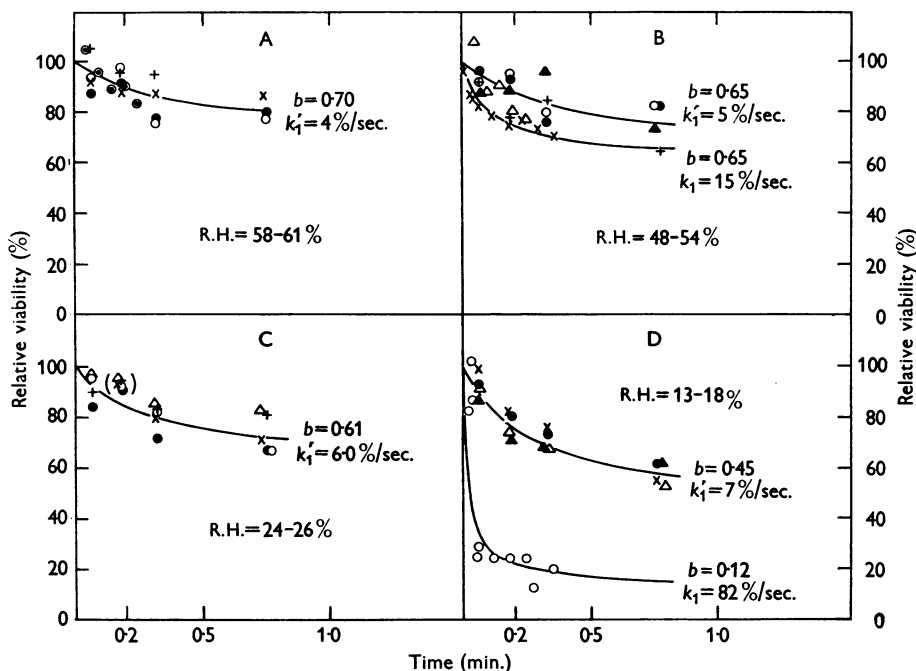 A
B
100
80
60
40
20
0
b=0·70
k₁′=4%/sec.
R.H.= 58–61%
b=0·65
k₁′=5%/sec.
b=0·65
k₁=15%/sec.
R.H.=48–54%
100
80
60
40
20
0
Relative viability (%)
Relative viability (%)
C
D
100
80
60
40
20
0
b=0·61
k₁′=6·0%/sec.
R.H.= 24–26%
R.H.=13–18%
b=0·45
k₁′=7%/sec.
b=0·12
k₁=82%/sec.
100
80
60
40
20
0
0·2 0·5 1·0 0·2 0·5 1·0
Time (min.)